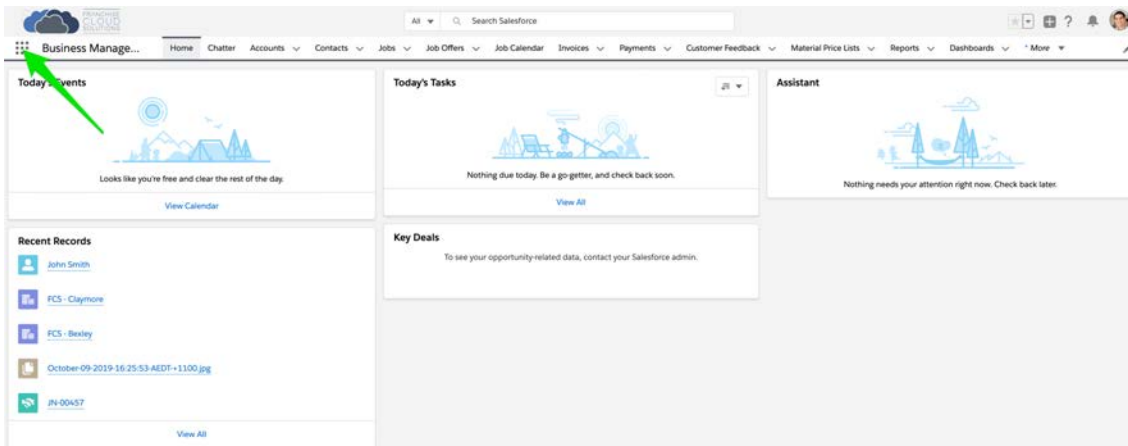 FRANCHISE
CLOUD
SOLUTIONS
All Search Salesforce
Business Manage... Home Chatter Accounts Contacts Jobs Job Offers Job Calendar Invoices Payments Customer Feedback Material Price Lists Reports Dashboards * More
Today's Events
Looks like you're free and clear the rest of the day.
View Calendar
Today's Tasks
Nothing due today. Be a go-getter, and check back soon.
View All
Assistant
Nothing needs your attention right now. Check back later.
Recent Records
John Smith
FCS - Claymore
FCS - Bexley
October-09-2019-16:25:53-AEDT-+1100.jpg
JN-00457
View All
Key Deals
To see your opportunity-related data, contact your Salesforce admin.